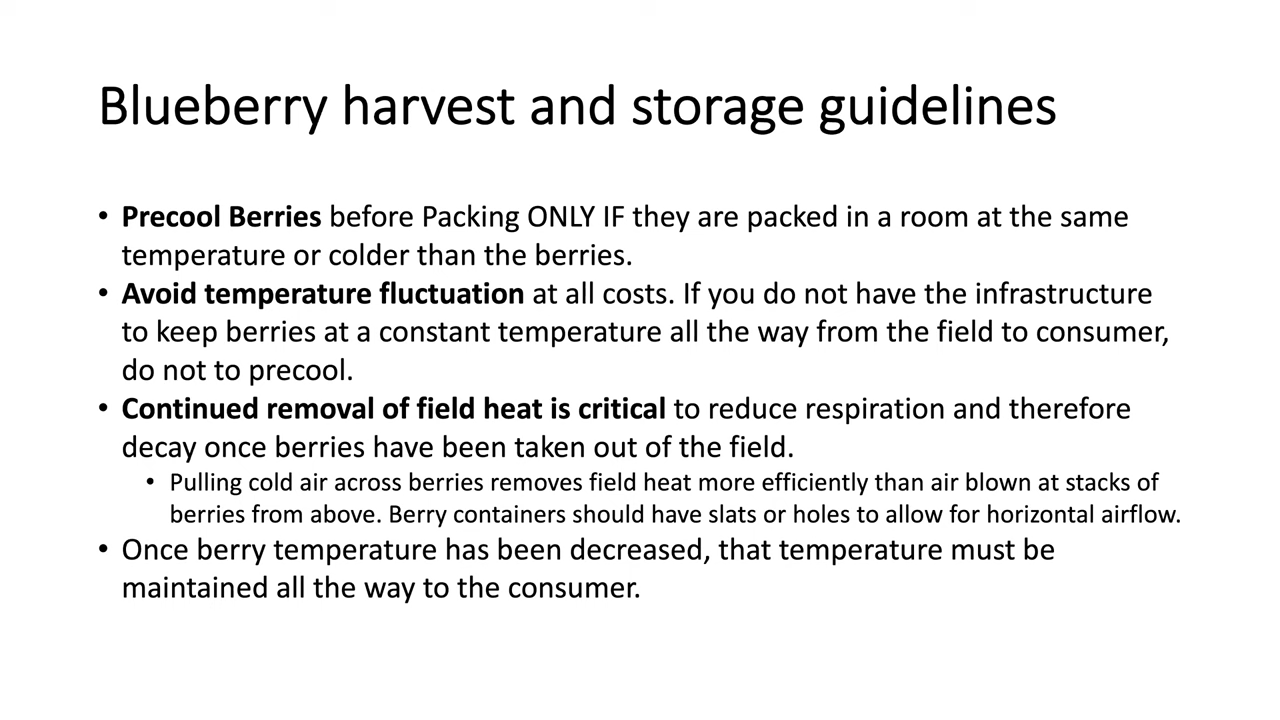 Blueberry harvest and storage guidelines
• Precool Berries before Packing ONLY IF they are packed in a room at the same
temperature or colder than the berries.
• Avoid temperature fluctuation at all costs. If you do not have the infrastructure
to keep berries at a constant temperature all the way from the field to consumer,
do not to precool.
• Continued removal of field heat is critical to reduce respiration and therefore
decay once berries have been taken out of the field.
• Pulling cold air across berries removes field heat more efficiently than air blown at stacks of
berries from above. Berry containers should have slats or holes to allow for horizontal airflow.
• Once berry temperature has been decreased, that temperature must be
maintained all the way to the consumer.